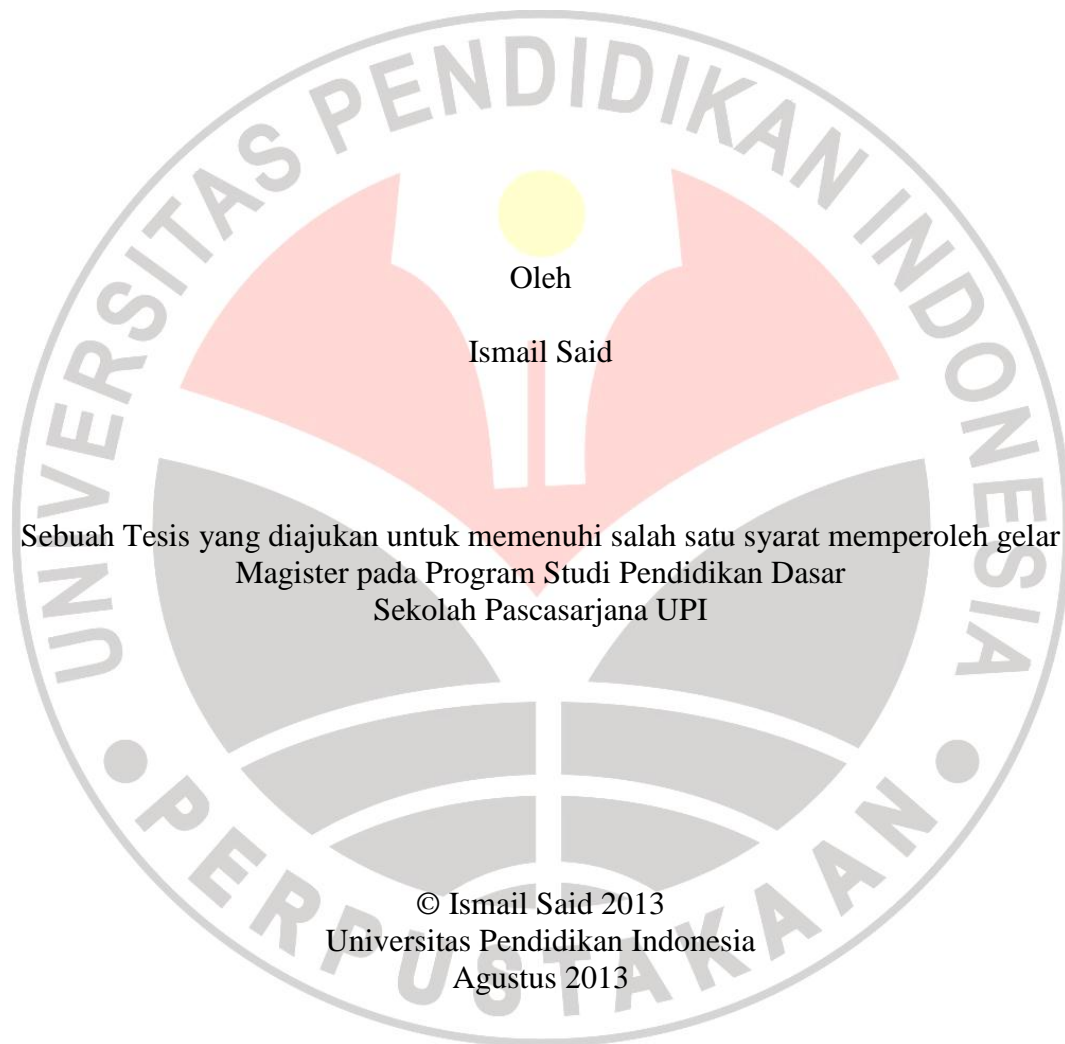 UNIVERSITAS PENDIDIKAN INDONESIA
Oleh
Ismail Said
Sebuah Tesis yang diajukan untuk memenuhi salah satu syarat memperoleh gelar
Magister pada Program Studi Pendidikan Dasar
Sekolah Pascasarjana UPI
© Ismail Said 2013
Universitas Pendidikan Indonesia
Agustus 2013
PERPUSTAKAAN